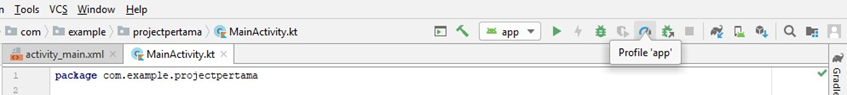 Tools VCS Window Help
com example projectpertama MainActivity.kt app
Profile 'app'
activity_main.xml MainActivity.kt
1 package com.example.projectpertama
2
Gradle